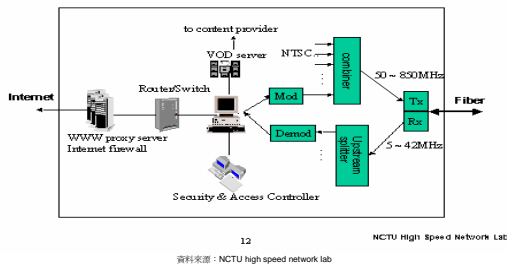 to content provider
VOD server
NTSC
combiner
50 ~ 850MHz
Router/Switch
Internet
Mod
Tx
Fiber
Rx
WWW proxy server
Internet firewall
Demod
Upstream
splitter
5 ~ 42MHz
Security & Access Controller
12
NCTU High Speed Network Lab
資料來源：NCTU high speed network lab